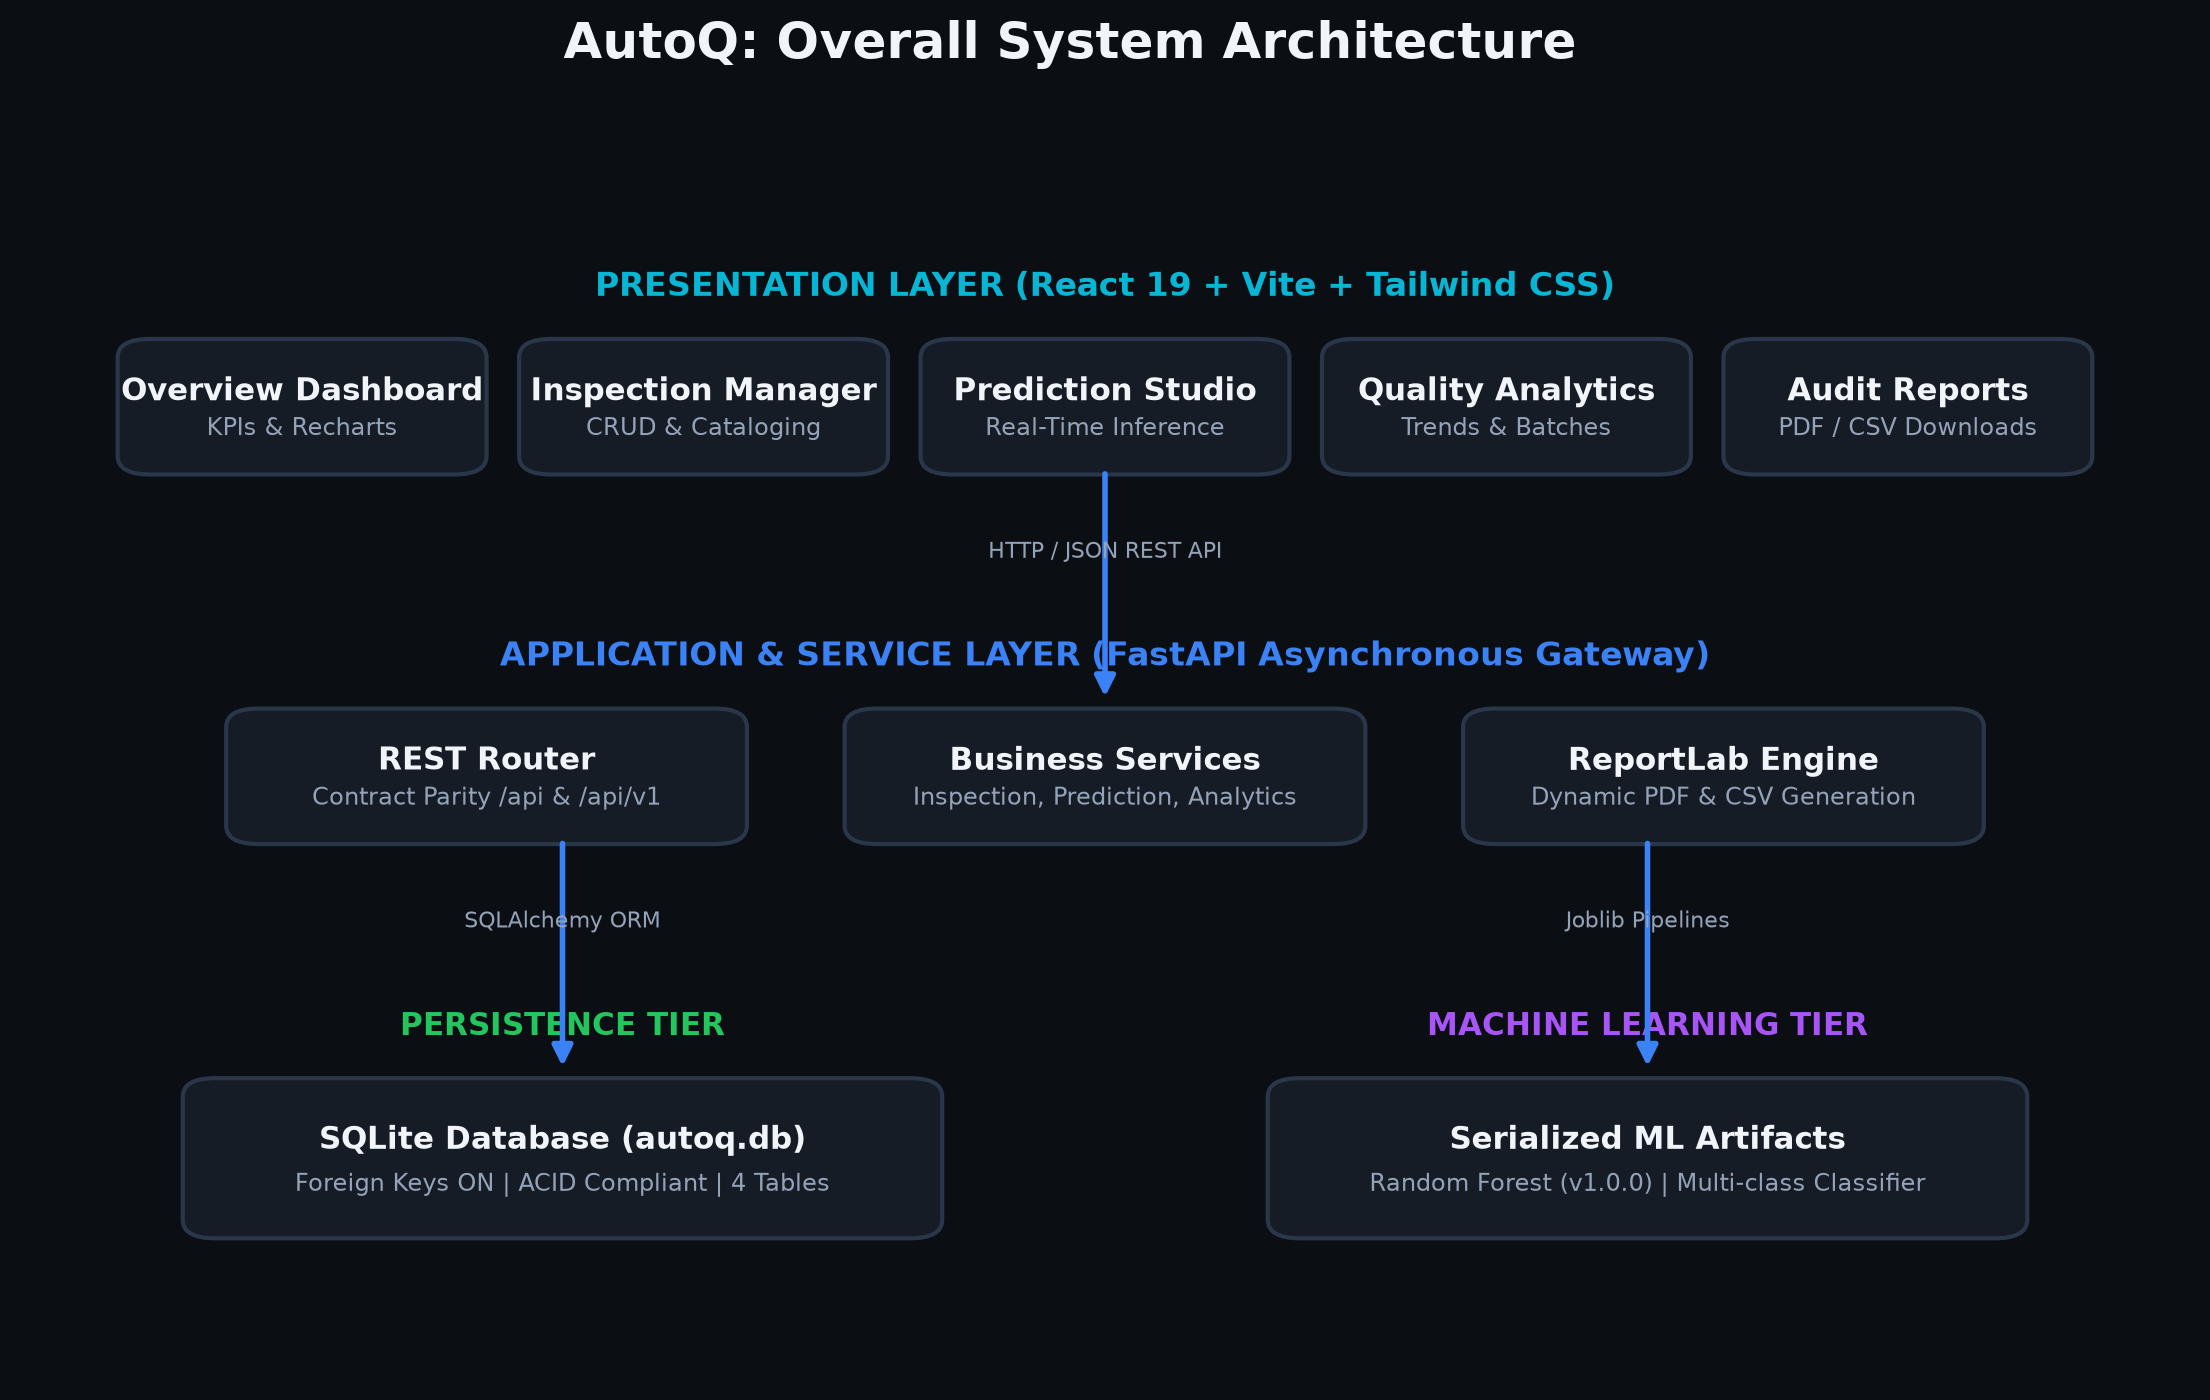 AutoQ: Overall System Architecture
PRESENTATION LAYER (React 19 + Vite + Tailwind CSS)
Overview Dashboard
KPIs & Recharts
Inspection Manager
CRUD & Cataloging
Prediction Studio
Real-Time Inference
Quality Analytics
Trends & Batches
Audit Reports
PDF / CSV Downloads
HTTP / JSON REST API
APPLICATION & SERVICE LAYER (FastAPI Asynchronous Gateway)
REST Router
Contract Parity /api & /api/v1
Business Services
Inspection, Prediction, Analytics
ReportLab Engine
Dynamic PDF & CSV Generation
SQLAlchemy ORM
Joblib Pipelines
PERSISTENCE TIER
MACHINE LEARNING TIER
SQLite Database (autoq.db)
Foreign Keys ON | ACID Compliant | 4 Tables
Serialized ML Artifacts
Random Forest (v1.0.0) | Multi-class Classifier